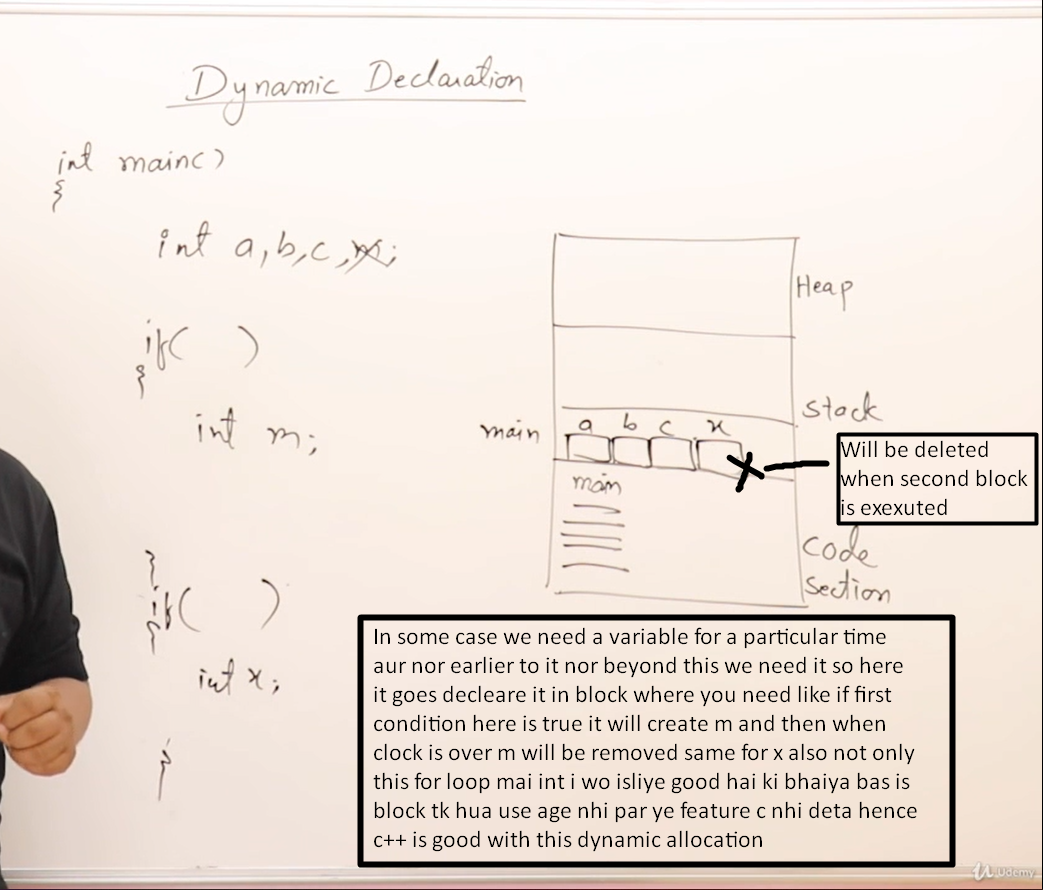 Dynamic Declaration
int main()
{
int a,b,c,m;
if( )
{
int m;
}
if( )
{
int x;
}
Heap
Stack
main
a b c x
main
Code
Section
Will be deleted
when second block
is exexuted
In some case we need a variable for a particular time
aur nor earlier to it nor beyond this we need it so here
it goes decleare it in block where you need like if first
condition here is true it will create m and then when
clock is over m will be removed same for x also not only
this for loop mai int i wo isliye good hai ki bhaiya bas is
block tk hua use age nhi par ye feature c nhi deta hence
c++ is good with this dynamic allocation
Udemy